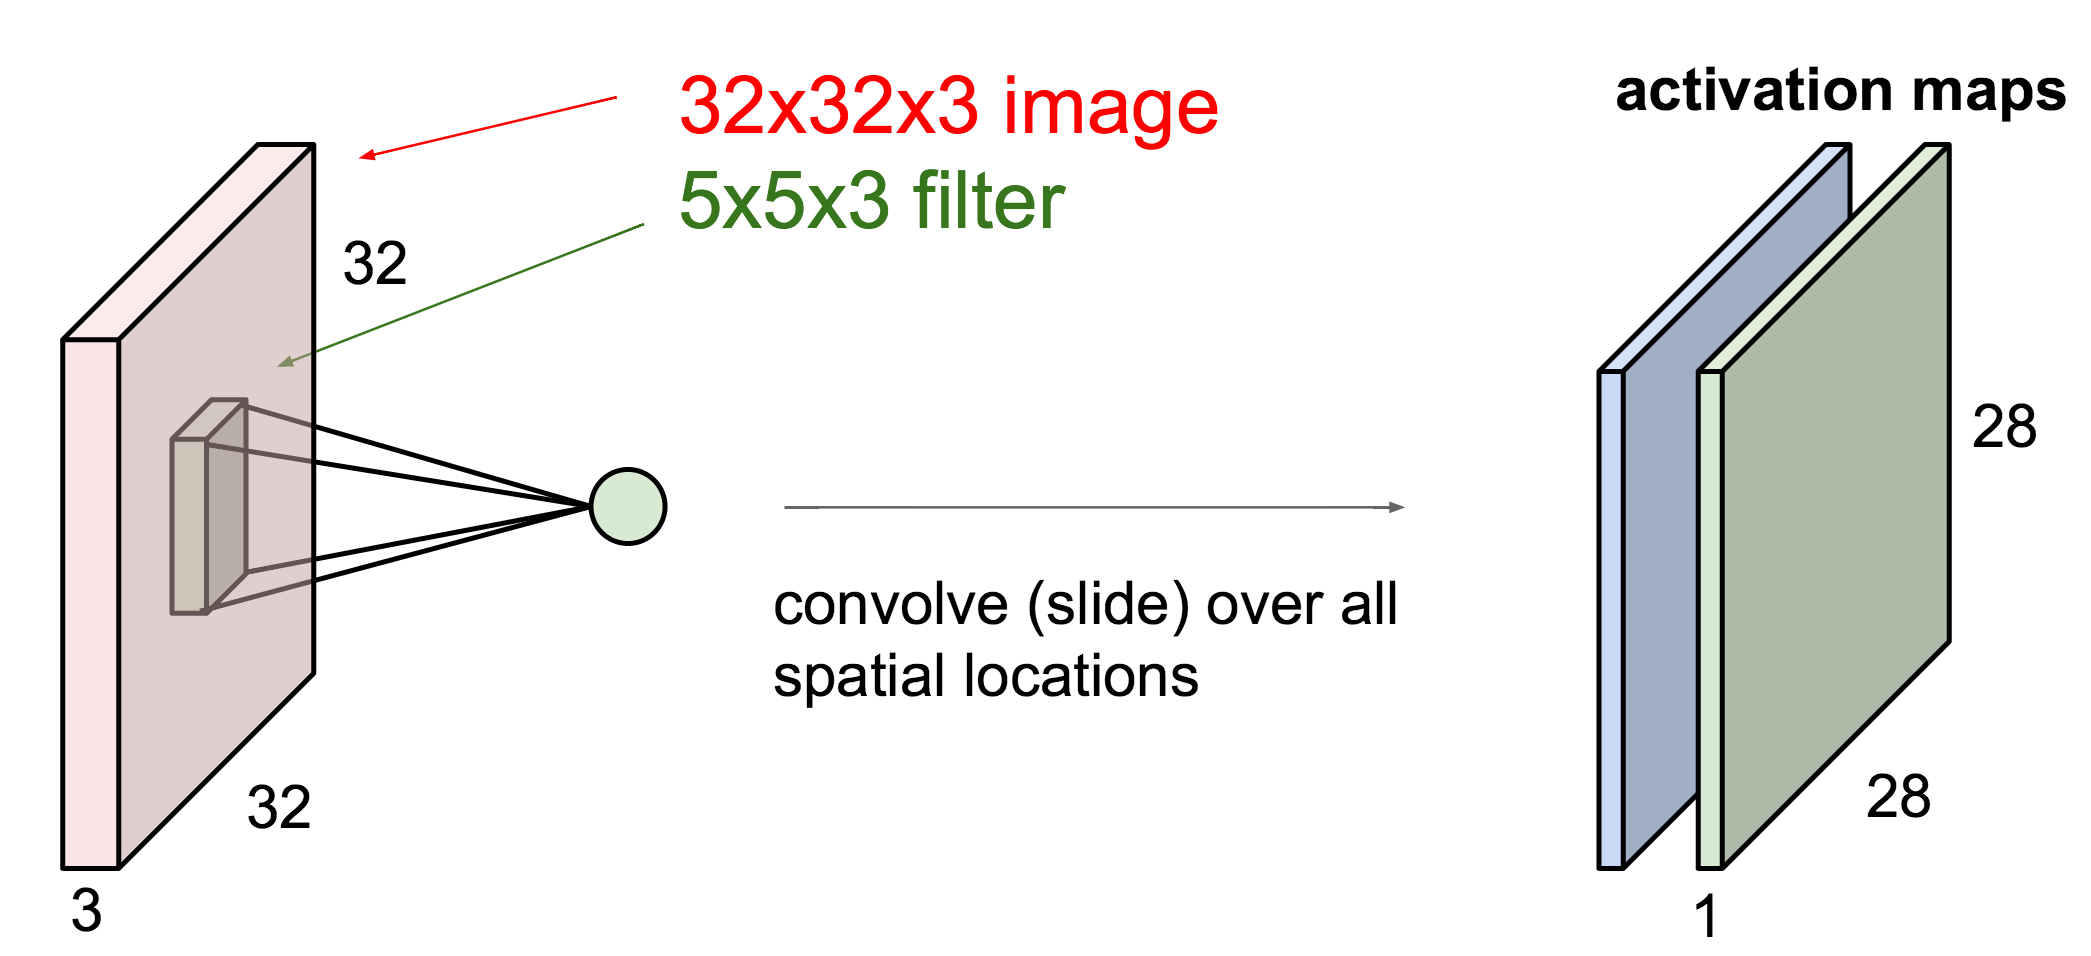 32x32x3 image
5x5x3 filter
activation maps
32
32
3
convolve (slide) over all
spatial locations
28
28
1